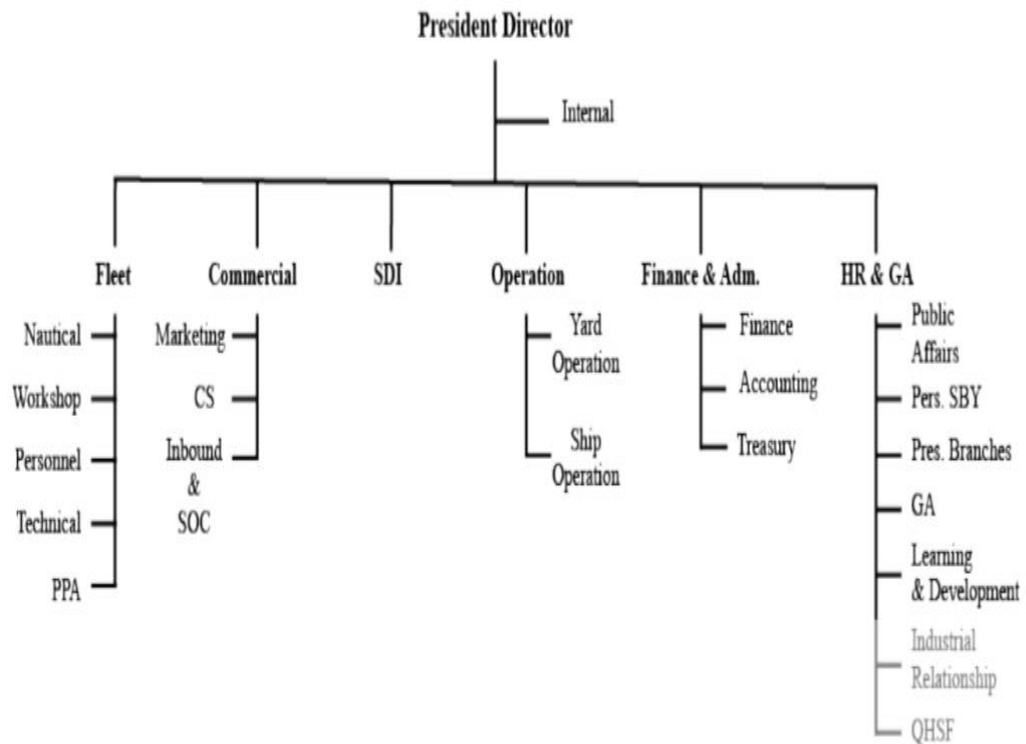 President Director
Internal
Fleet
Commercial
SDI
Operation
Finance & Adm.
HR & GA
Nautical
Workshop
Personnel
Technical
PPA
Marketing
CS
Inbound
&
SOC
Yard
Operation
Ship
Operation
Finance
Accounting
Treasury
Public
Affairs
Pers. SBY
Pres. Branches
GA
Learning
& Development
Industrial
Relationship
QHSF